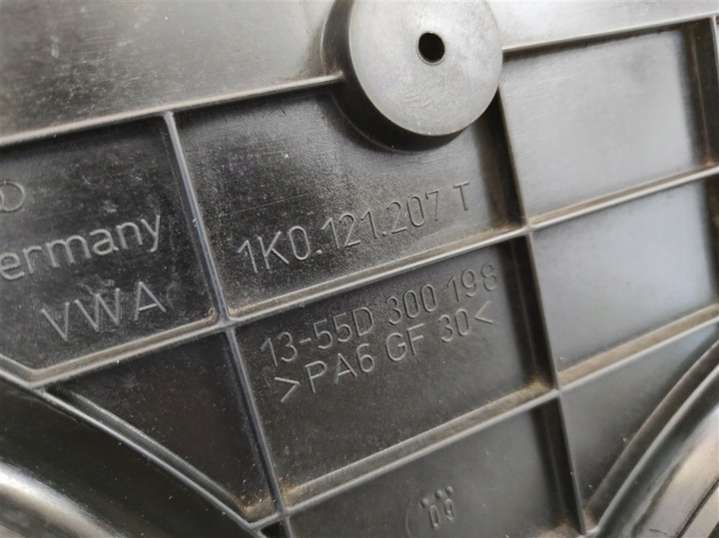 1K0.121.207 T
ermany
VWA
13-55D 300 198
>PA6 GF 30<